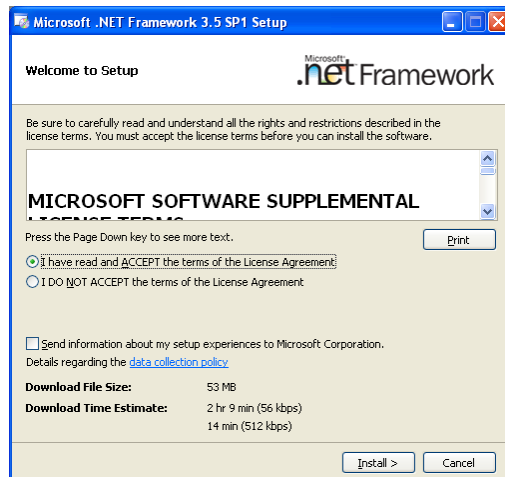 Microsoft .NET Framework 3.5 SP1 Setup
Welcome to Setup
Microsoft
.net Framework
Be sure to carefully read and understand all the rights and restrictions described in the
license terms. You must accept the license terms before you can install the software.
MICROSOFT SOFTWARE SUPPLEMENTAL
LICENSE TERMS
Press the Page Down key to see more text.
Print
I have read and ACCEPT the terms of the License Agreement
I DO NOT ACCEPT the terms of the License Agreement
Send information about my setup experiences to Microsoft Corporation.
Details regarding the data collection policy
Download File Size: 53 MB
Download Time Estimate: 2 hr 9 min (56 kbps)
14 min (512 kbps)
Install >
Cancel